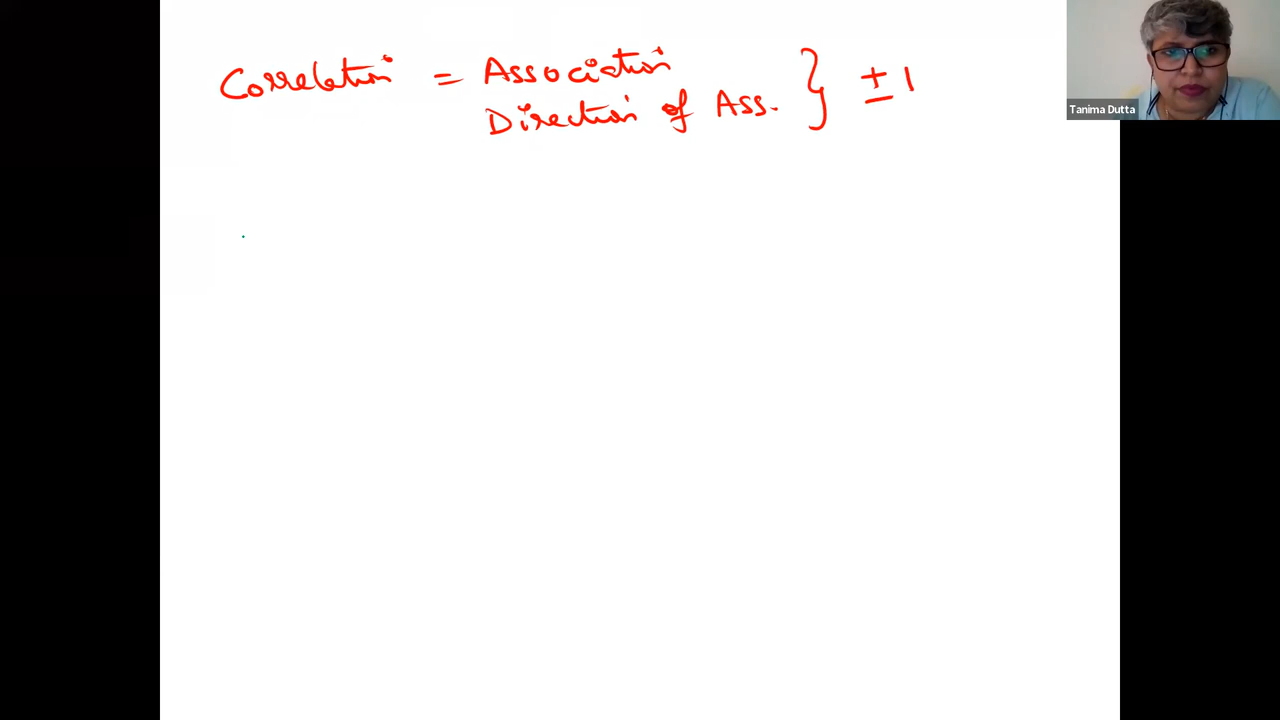 Correlation = Association
Direction of Ass. } ± 1
Tanima Dutta